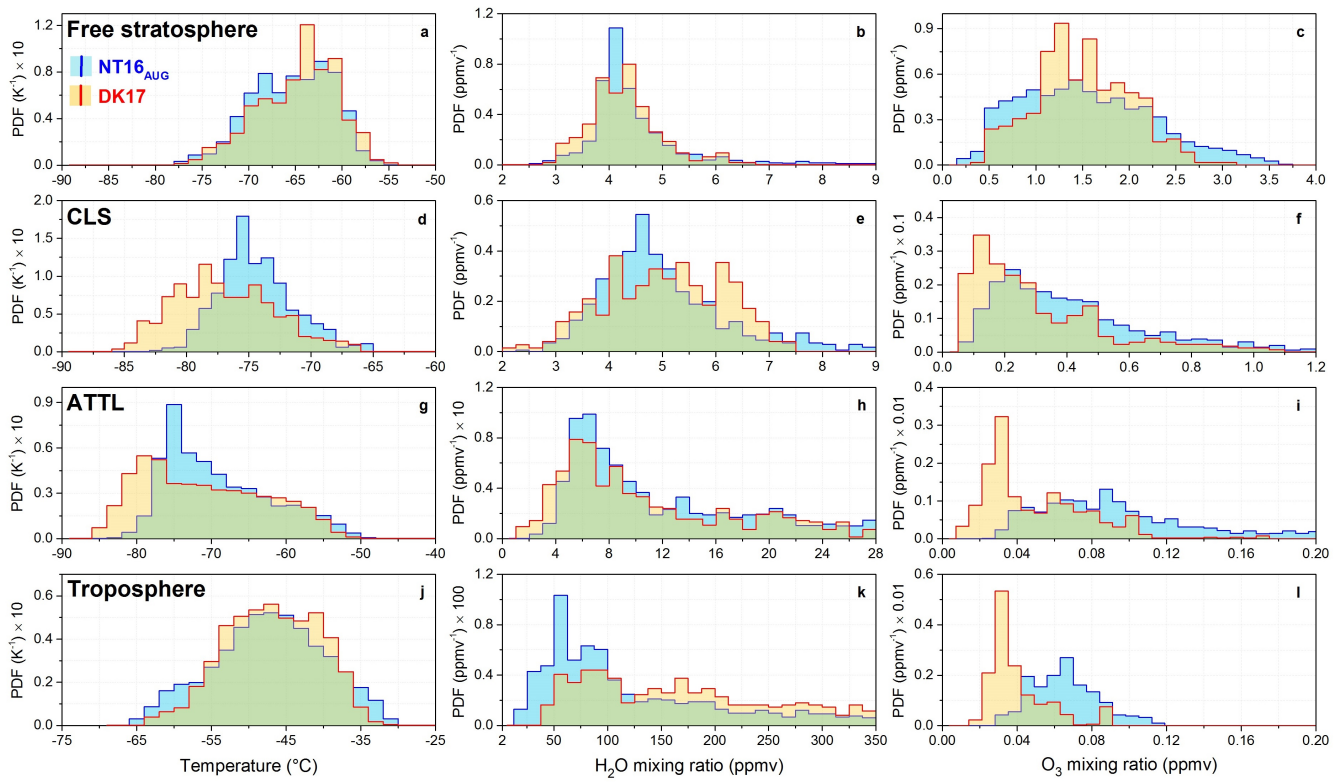 Free stratosphere
a
NT16AUG
DK17
PDF (K⁻¹) × 10
0.0 0.4 0.8 1.2
-90 -85 -80 -75 -70 -65 -60 -55 -50
b
PDF (ppmv⁻¹)
0.0 0.4 0.8 1.2
2 3 4 5 6 7 8 9
c
PDF (ppmv⁻¹)
0.0 0.3 0.6 0.9
0.0 0.5 1.0 1.5 2.0 2.5 3.0 3.5 4.0
CLS
d
PDF (K⁻¹) × 10
0.0 0.5 1.0 1.5 2.0
-90 -85 -80 -75 -70 -65 -60
e
PDF (ppmv⁻¹)
0.0 0.2 0.4 0.6
2 3 4 5 6 7 8 9
f
PDF (ppmv⁻¹) × 0.1
0.0 0.1 0.2 0.3 0.4
0.2 0.4 0.6 0.8 1.0 1.2
ATTL
g
PDF (K⁻¹) × 10
0.0 0.3 0.6 0.9
-90 -80 -70 -60 -50 -40
h
PDF (ppmv⁻¹) × 10
0.0 0.4 0.8 1.2
0 4 8 12 16 20 24 28
i
PDF (ppmv⁻¹) × 0.01
0.0 0.1 0.2 0.3 0.4
0.04 0.08 0.12 0.16 0.20
Troposphere
j
PDF (K⁻¹) × 10
0.0 0.2 0.4 0.6
-75 -65 -55 -45 -35 -25
Temperature (°C)
k
PDF (ppmv⁻¹) × 100
0.0 0.4 0.8 1.2
2 50 100 150 200 250 300 350
H₂O mixing ratio (ppmv)
l
PDF (ppmv⁻¹) × 0.01
0.0 0.2 0.4 0.6
0.00 0.04 0.08 0.12 0.16 0.20
O₃ mixing ratio (ppmv)